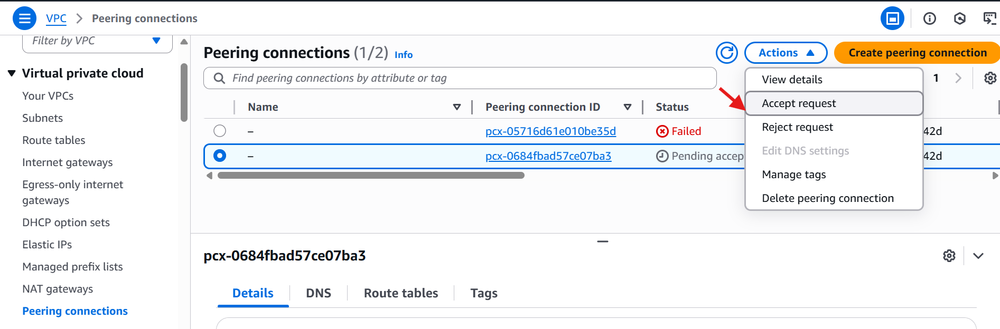 VPC > Peering connections
Filter by VPC
Virtual private cloud
Your VPCs
Subnets
Route tables
Internet gateways
Egress-only internet
gateways
DHCP option sets
Elastic IPs
Managed prefix lists
NAT gateways
Peering connections
Peering connections (1/2) Info
Actions
Create peering connection
Find peering connections by attribute or tag
1
View details
Accept request
Reject request
Edit DNS settings
Manage tags
Delete peering connection
Name Peering connection ID Status
– pcx-05716d61e010be35d Failed 42d
– pcx-0684fbad57ce07ba3 Pending accep 42d
pcx-0684fbad57ce07ba3
Details DNS Route tables Tags